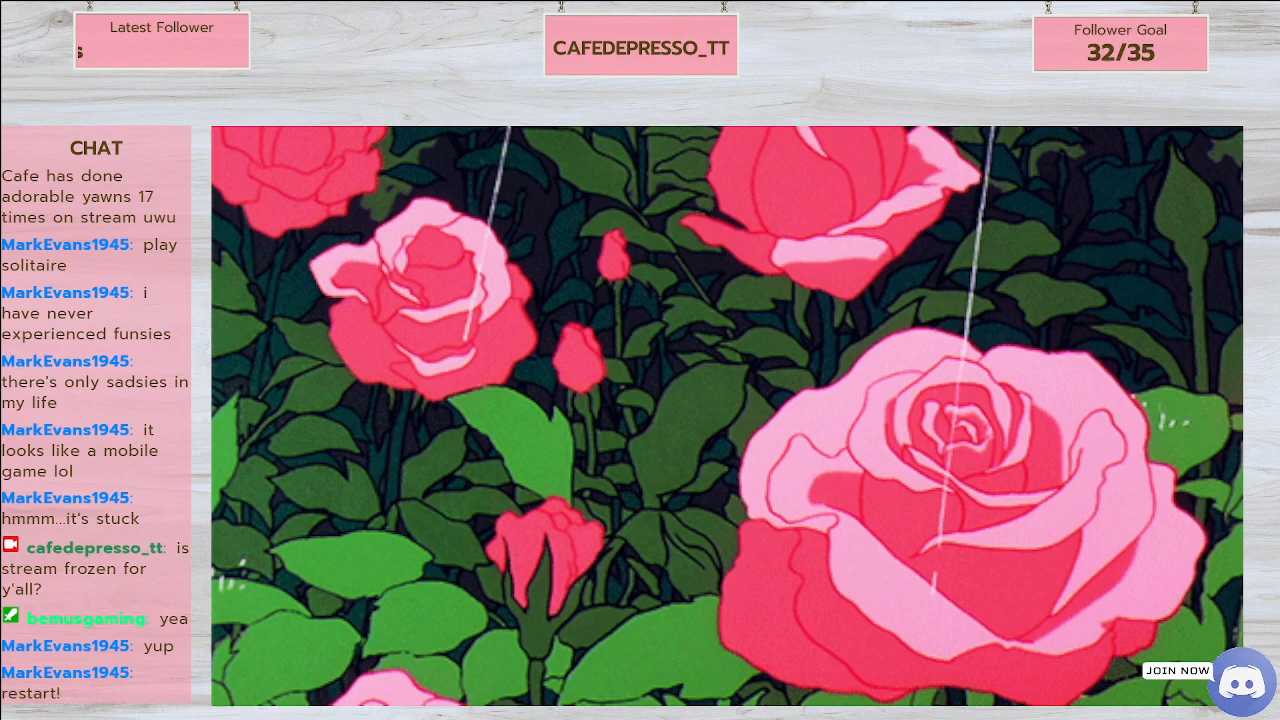 Latest Follower
s
CAFEDEPRESSO_TT
Follower Goal
32/35
CHAT
Cafe has done
adorable yawns 17
times on stream uwu
MarkEvans1945: play
solitaire
MarkEvans1945: i
have never
experienced funsies
MarkEvans1945:
there's only sadsies in
my life
MarkEvans1945: it
looks like a mobile
game lol
MarkEvans1945:
hmmm...it's stuck
cafedepresso_tt: is
stream frozen for
y'all?
bemusgaming: yea
MarkEvans1945: yup
MarkEvans1945:
restart!
JOIN NOW